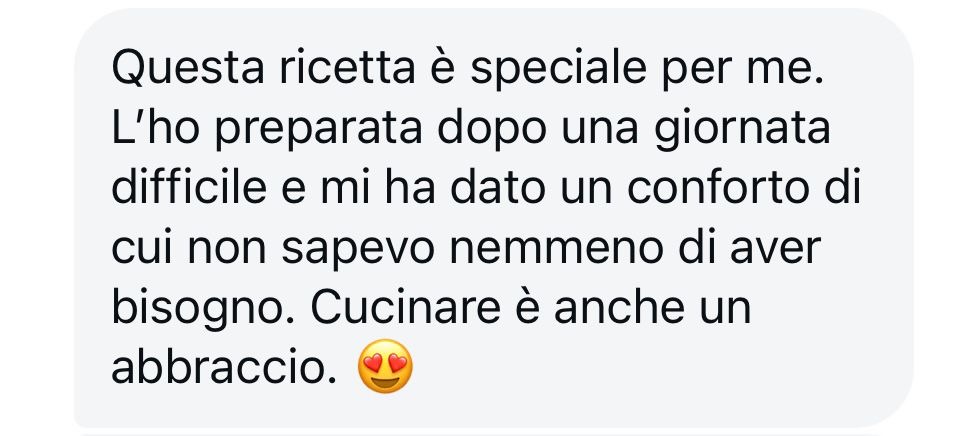 Questa ricetta è speciale per me.
L’ho preparata dopo una giornata
difficile e mi ha dato un conforto di
cui non sapevo nemmeno di aver
bisogno. Cucinare è anche un
abbraccio. 😍